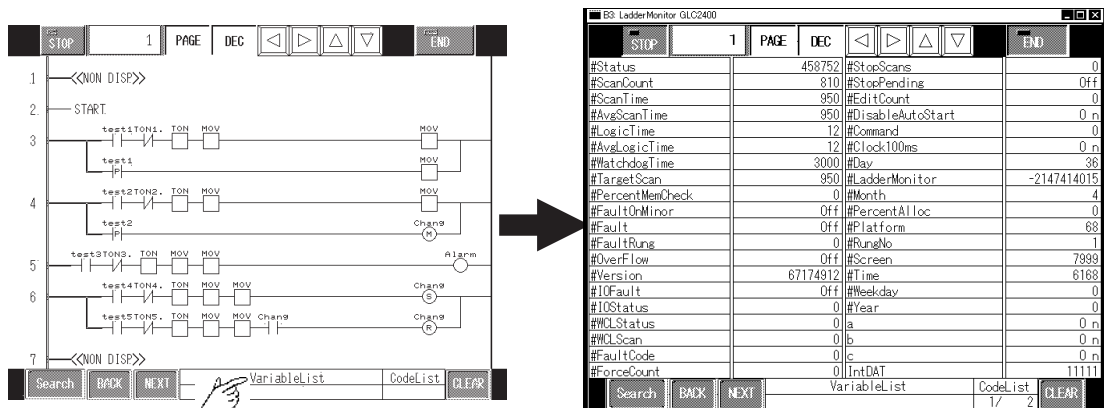 STOP 1 PAGE DEC END
1 <<NON DISP>>
2 START
3 test1TON1. TON MOV MOV
test1 MOV
P
4 test2TON2. TON MOV MOV
test2 Chang
P M
5 test3TON3. TON MOV MOV Alarm
6 test4TON4. TON MOV MOV Chang
S
test5TON5. TON MOV MOV Chang Chang
R
7 <<NON DISP>>
Search BACK NEXT VariableList CodeList CLEAR
B3: LadderMonitor GLC2400
STOP 1 PAGE DEC END
#Status 458752 #StopScans 0
#ScanCount 810 #StopPending Off
#ScanTime 950 #EditCount 0
#AvgScanTime 950 #DisableAutoStart O n
#LogicTime 12 #Command 0
#AvgLogicTime 12 #Clock100ms O n
#WatchdogTime 3000 #Day 36
#TargetScan 950 #LadderMonitor -2147414015
#PercentMemCheck 0 #Month 4
#FaultOnMinor Off #PercentAlloc 0
#Fault Off #Platform 68
#FaultRung 0 #RungNo 1
#OverFlow Off #Screen 7999
#Version 67174912 #Time 6168
#IOFault Off #Weekday 0
#IOStatus 0 #Year 0
#WCLStatus 0 a O n
#WCLScan 0 b O n
#FaultCode 0 c O n
#ForceCount 0 IntDAT 11111
Search BACK NEXT VariableList CodeList CLEAR
1/ 2